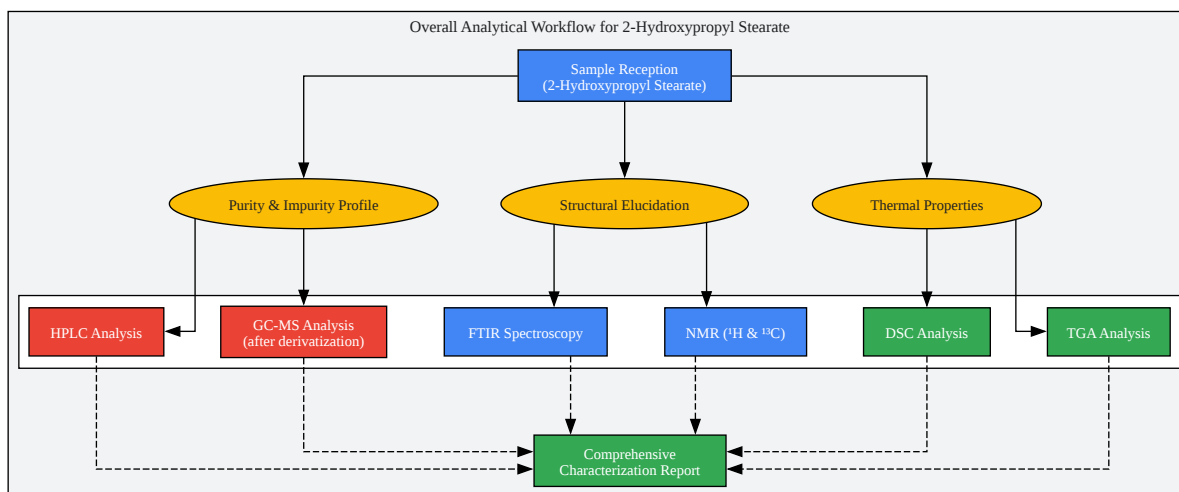 Overall Analytical Workflow for 2-Hydroxypropyl Stearate
Sample Reception
(2-Hydroxypropyl Stearate)
Purity & Impurity Profile
Structural Elucidation
Thermal Properties
HPLC Analysis
GC-MS Analysis
(after derivatization)
FTIR Spectroscopy
NMR (¹H & ¹³C)
DSC Analysis
TGA Analysis
Comprehensive
Characterization Report